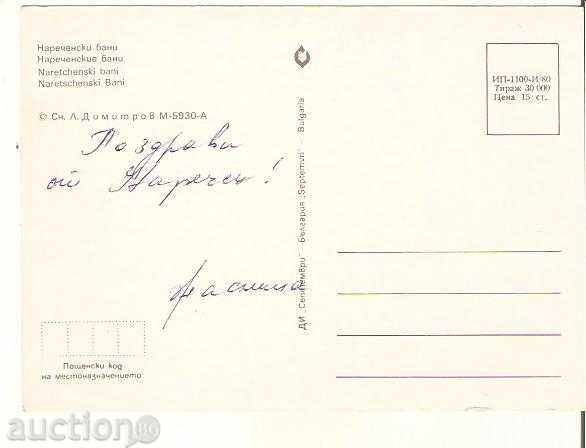 Нареченски бани
Нареченские бани
Naretchenski bani
Naretschenski Bani
© Сн. Л. Димитров М-5930-А
Поздрави
от Наречен!
ДИ „Септември" - България „Septemvri" - Bulgaria
ИП-1100-И/80
Тираж 30 000
Цена 15 ст.
Пощенски код
на местоназначението
auction.BG